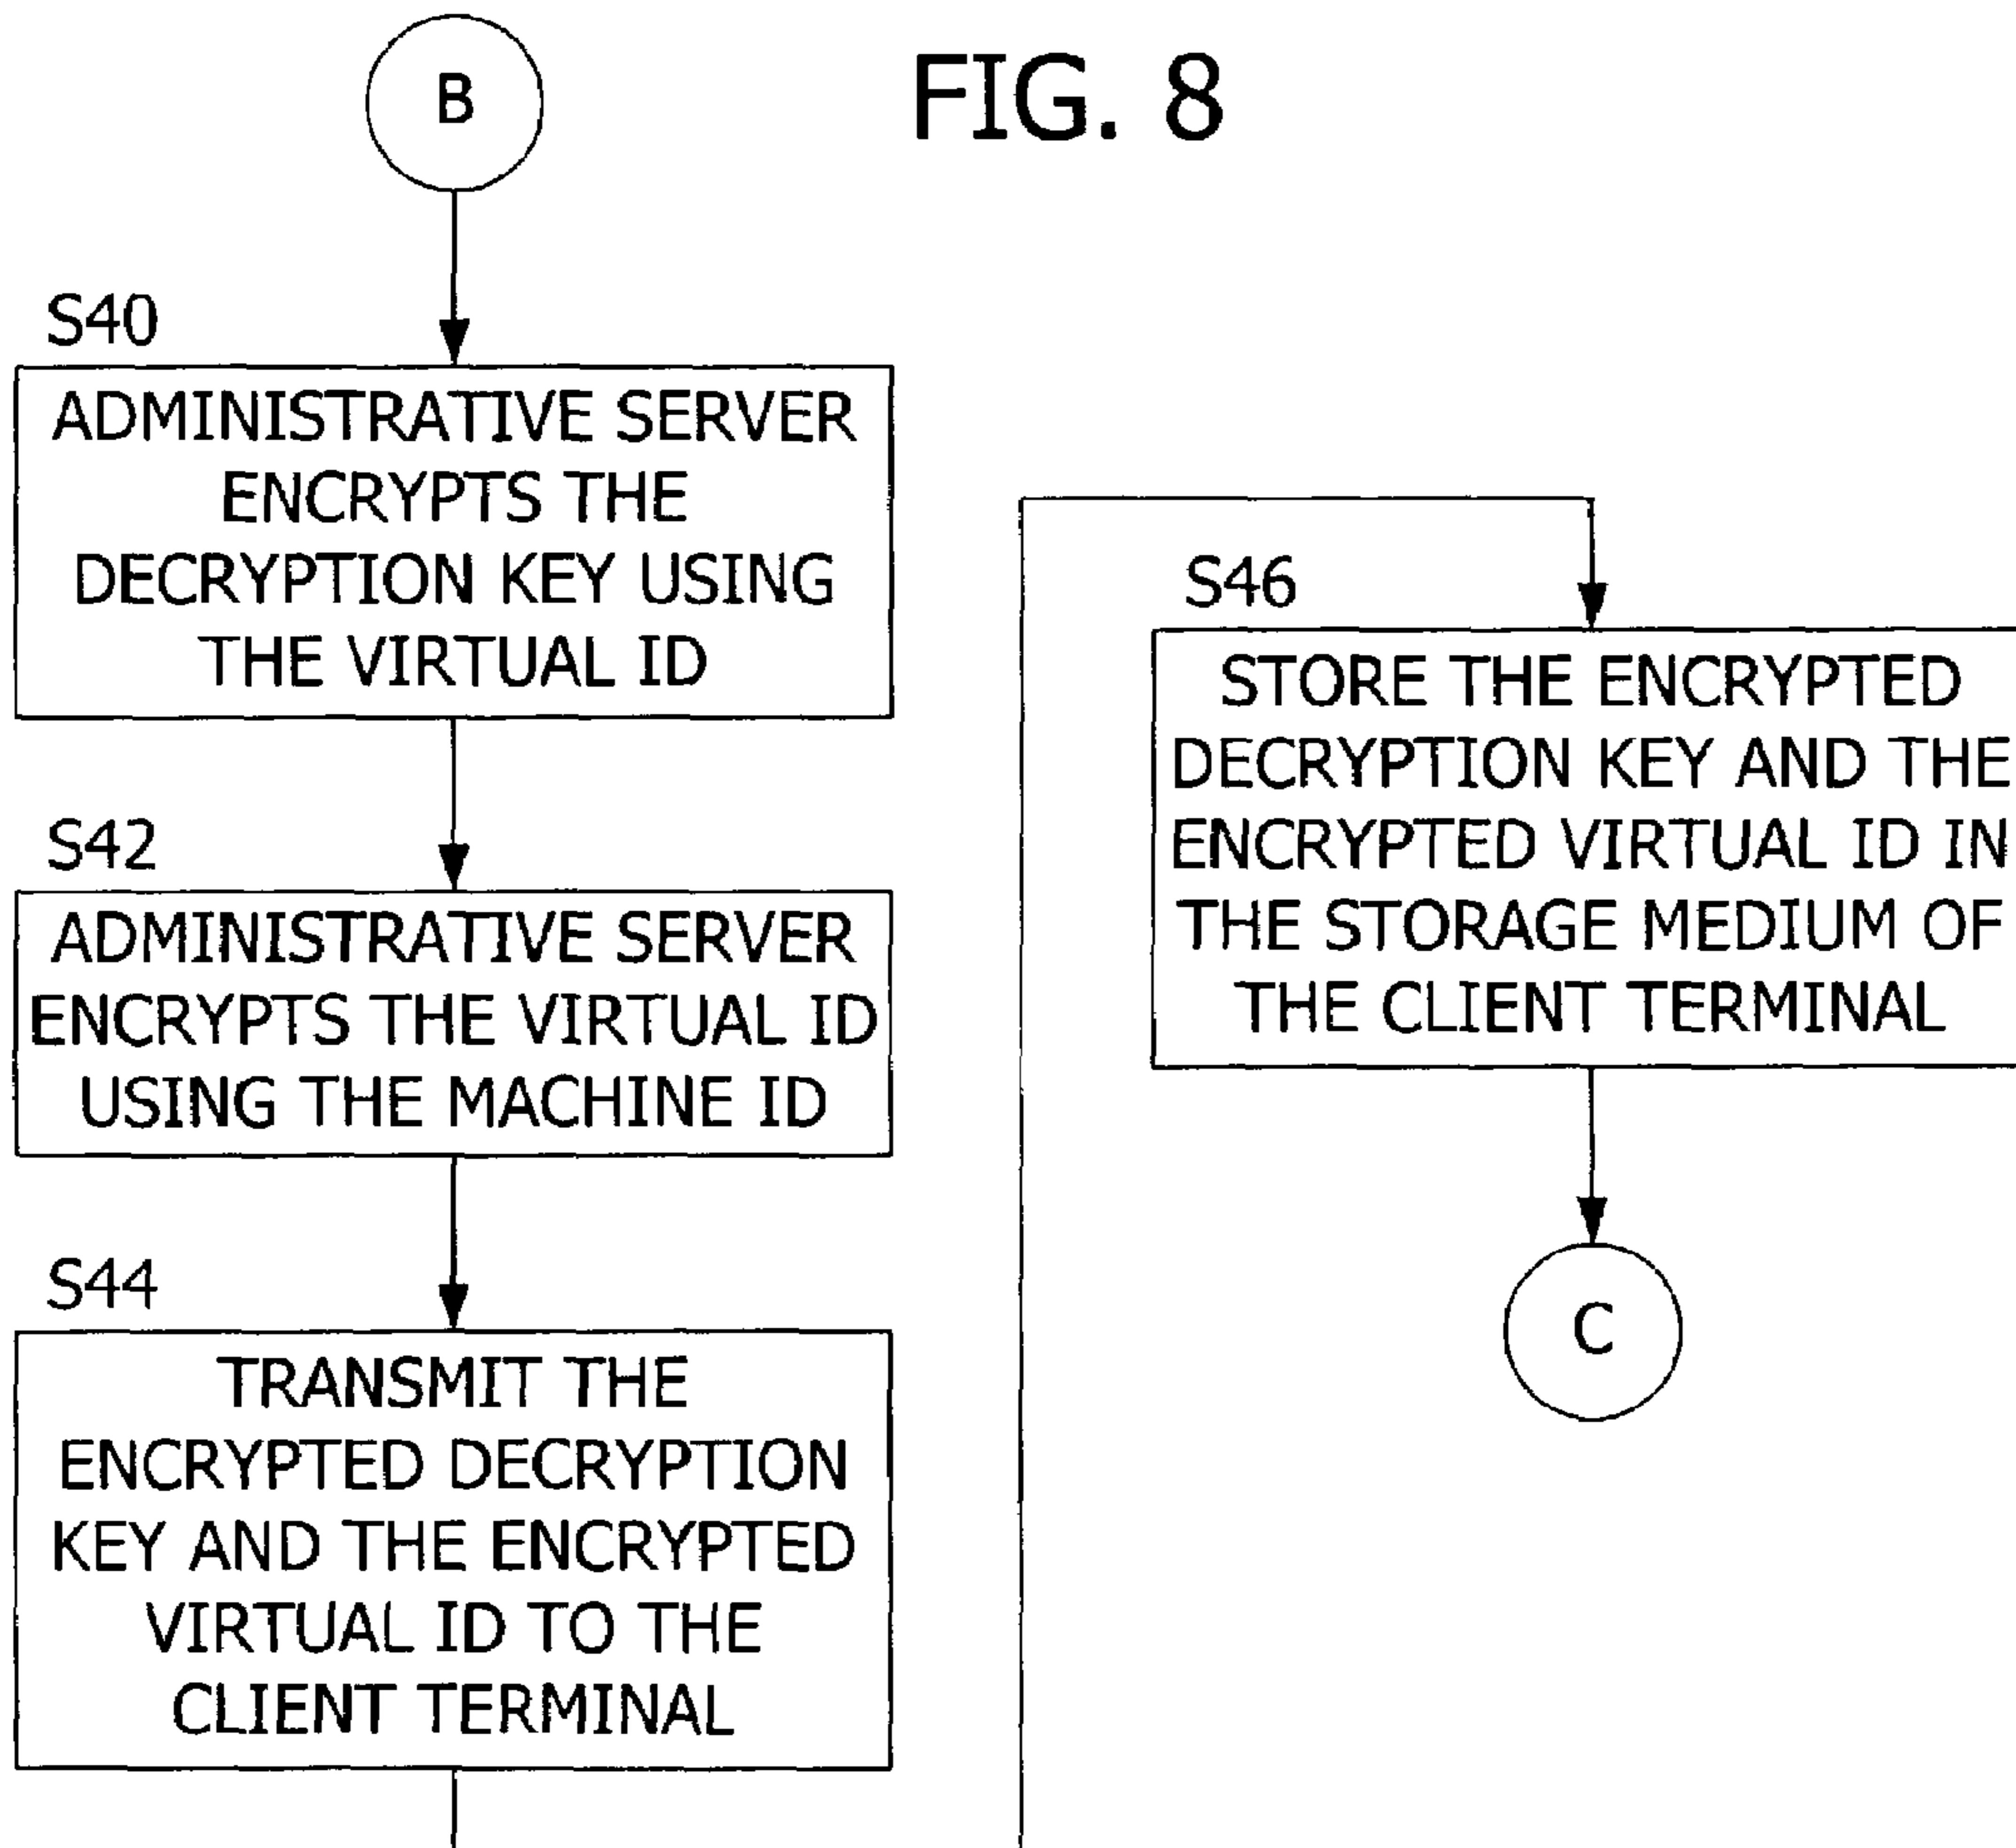 FIG. 8
B
S40
ADMINISTRATIVE SERVER
ENCRYPTS THE
DECRYPTION KEY USING
THE VIRTUAL ID
S42
ADMINISTRATIVE SERVER
ENCRYPTS THE VIRTUAL ID
USING THE MACHINE ID
S44
TRANSMIT THE
ENCRYPTED DECRYPTION
KEY AND THE ENCRYPTED
VIRTUAL ID TO THE
CLIENT TERMINAL
S46
STORE THE ENCRYPTED
DECRYPTION KEY AND THE
ENCRYPTED VIRTUAL ID IN
THE STORAGE MEDIUM OF
THE CLIENT TERMINAL
C